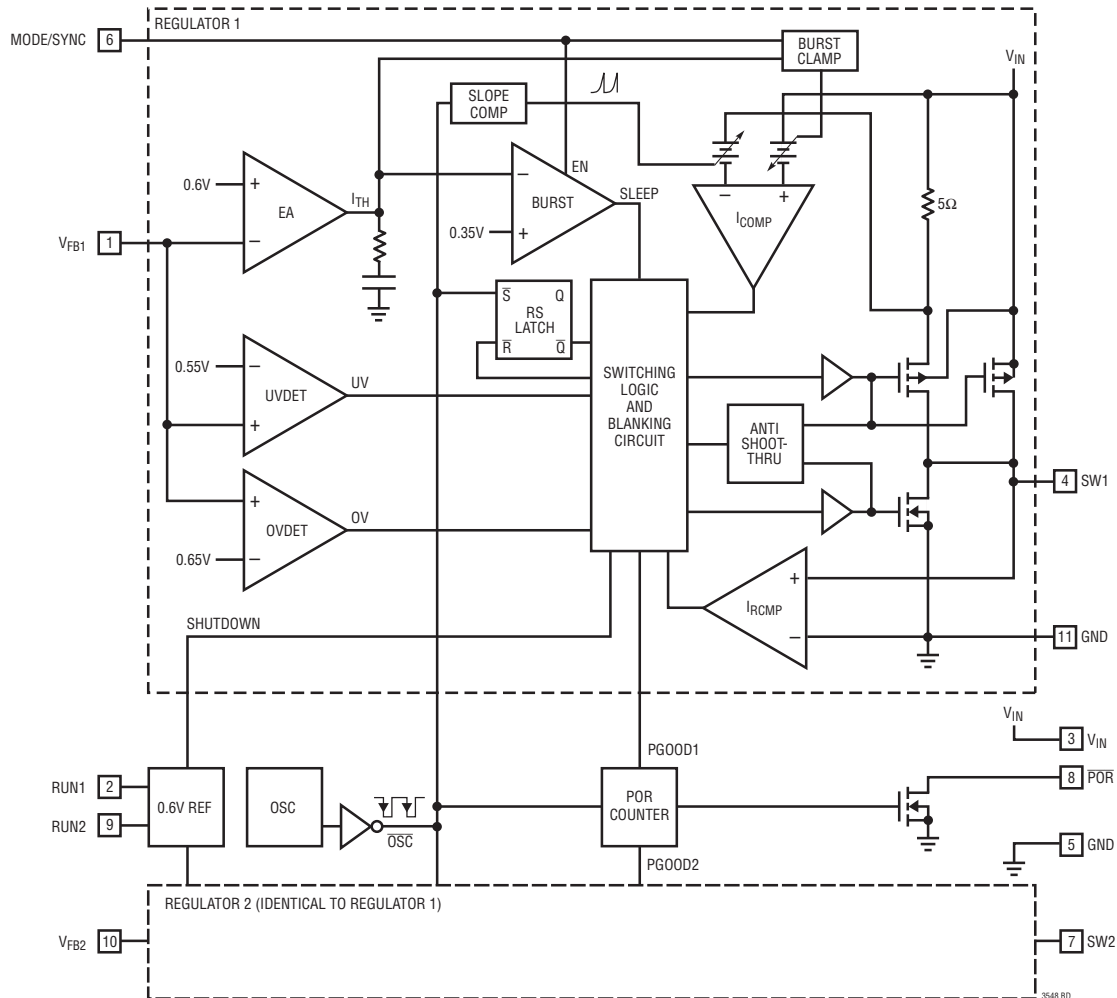 REGULATOR 1
MODE/SYNC 6
BURST
CLAMP
VIN
SLOPE
COMP
EN
0.6V
+
EA
−
ITH
−
BURST
+
SLEEP
0.35V
−
+
ICOMP
5Ω
VFB1 1
S̅ Q
RS
LATCH
R̅ Q̅
0.55V
−
UVDET
+
UV
SWITCHING
LOGIC
AND
BLANKING
CIRCUIT
ANTI
SHOOT-
THRU
4 SW1
+
OVDET
−
OV
0.65V
+
IRCMP
−
SHUTDOWN
11 GND
VIN
3 VIN
PGOOD1
RUN1 2
RUN2 9
0.6V REF
OSC
O̅S̅C̅
POR
COUNTER
8 P̅O̅R̅
5 GND
PGOOD2
REGULATOR 2 (IDENTICAL TO REGULATOR 1)
VFB2 10
7 SW2
3548 BD